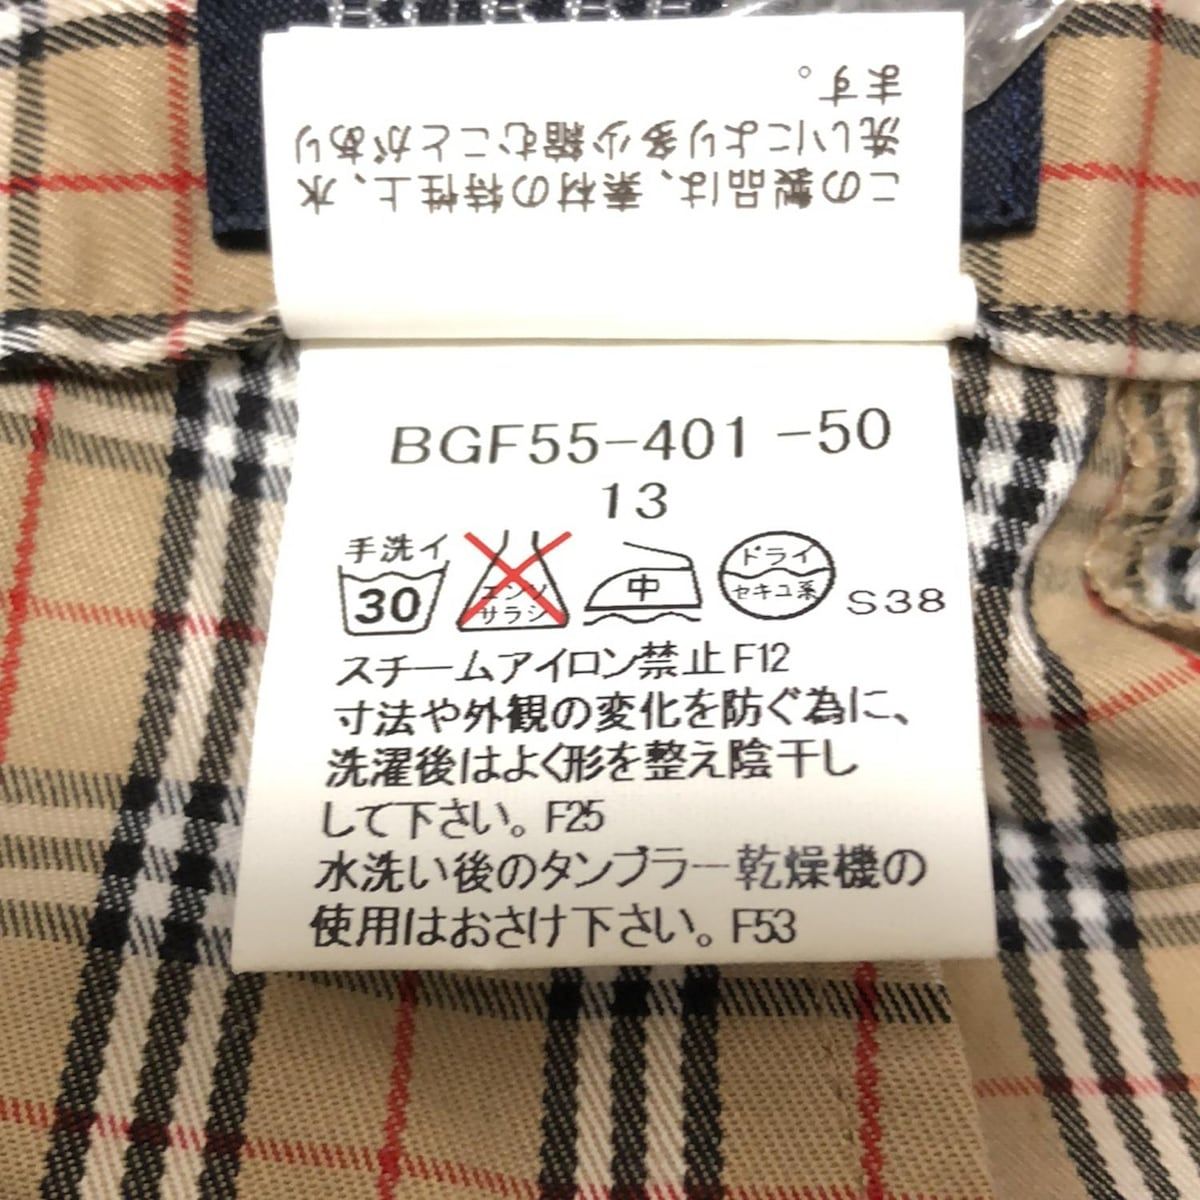 この製品は、素材の特性上、水
洗いにより多少縮むことがあり
ます。
BGF55-401-50
13
手洗イ
30
エンソ
サラシ
中
ドライ
セキユ系
S38
スチームアイロン禁止F12
寸法や外観の変化を防ぐ為に、
洗濯後はよく形を整え陰干し
して下さい。F25
水洗い後のタンブラー乾燥機の
使用はおさけ下さい。F53